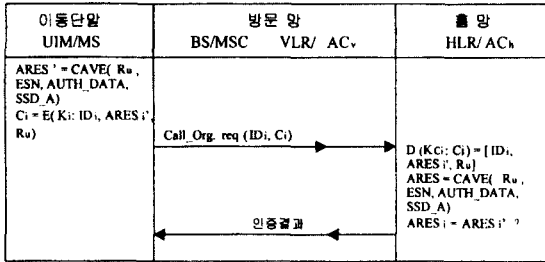 이동단말
UIM/MS
방문 망
BS/MSC VLR/ ACv
홈 망
HLR/ ACh
ARES ' = CAVE( Ru ,
ESN, AUTH_DATA,
SSD_A)
Ci = E( Ki: IDi, ARES i',
Ru)
Call_Org. req (IDi, Ci)
D (KCi: Ci) = [ IDi,
ARES i', Ru]
ARES = CAVE( Ru ,
ESN, AUTH_DATA,
SSD_A)
ARES i = ARES i' ?
인증결과